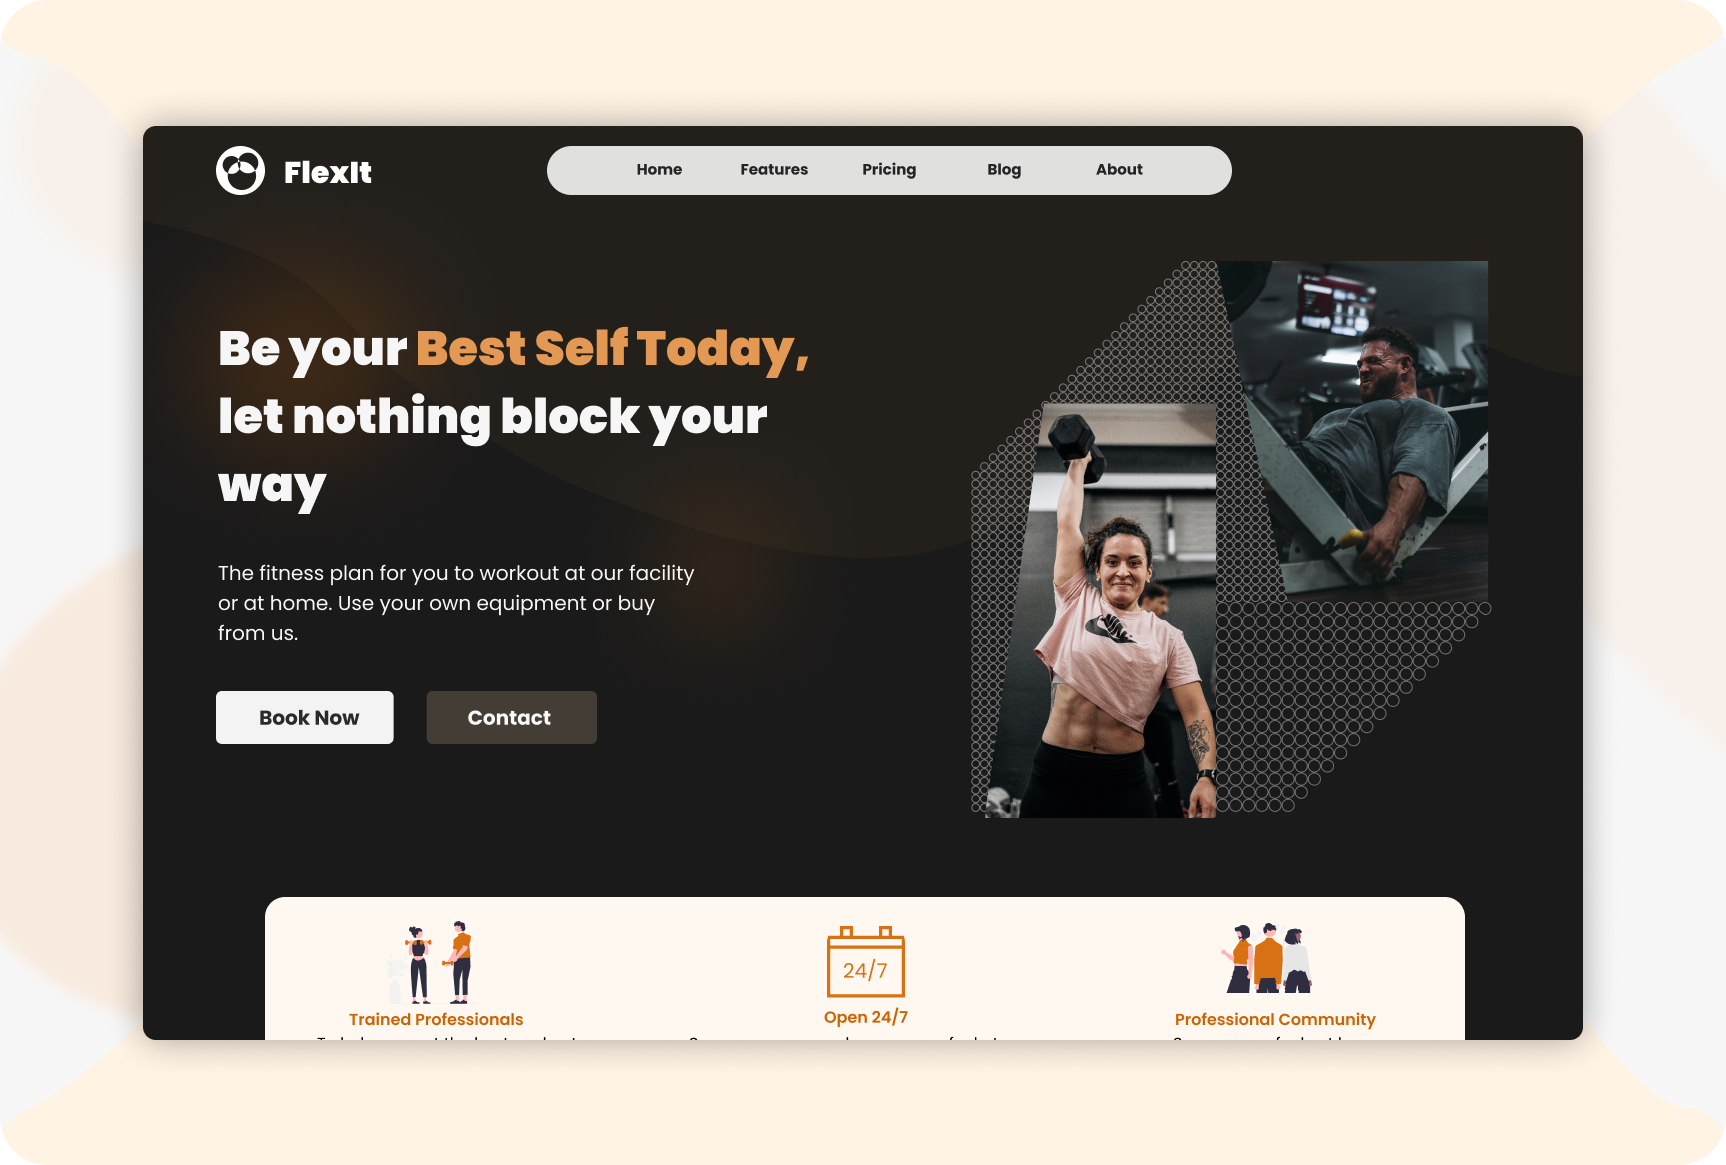 FlexIt
Home Features Pricing Blog About
Be your Best Self Today,
let nothing block your
way
The fitness plan for you to workout at our facility
or at home. Use your own equipment or buy
from us.
Book Now Contact
24/7
Trained Professionals
Open 24/7
Professional Community